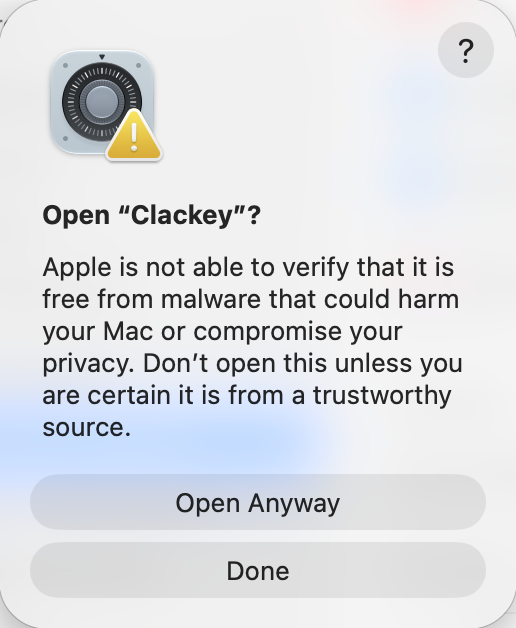 ?
Open “Clackey”?
Apple is not able to verify that it is
free from malware that could harm
your Mac or compromise your
privacy. Don’t open this unless you
are certain it is from a trustworthy
source.
Open Anyway
Done